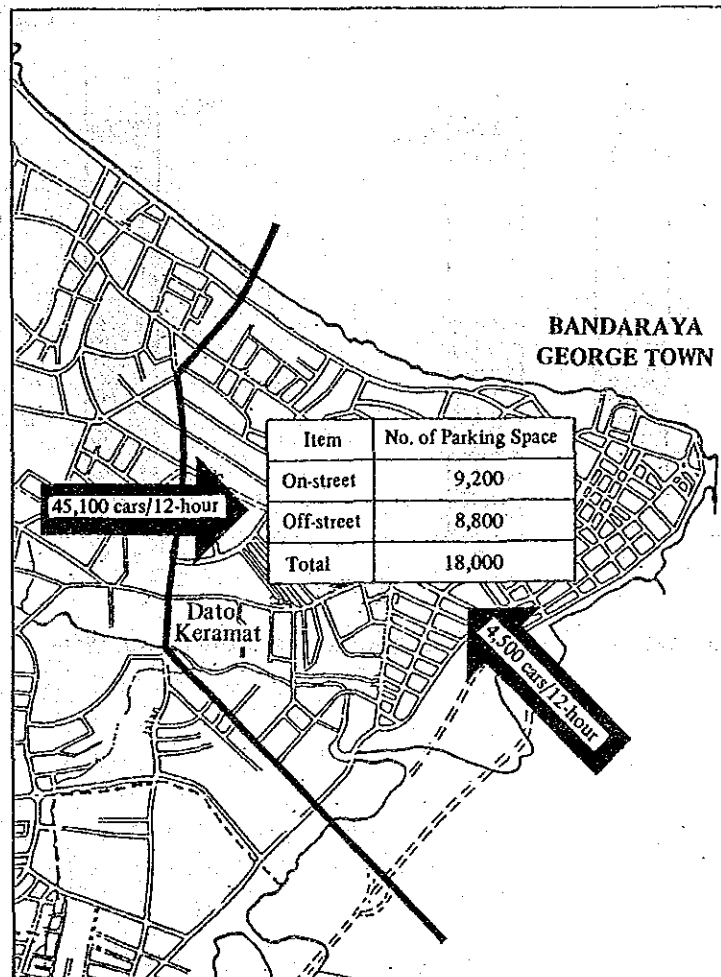 BANDARAYA
GEORGE TOWN
Item No. of Parking Space
On-street 9,200
Off-street 8,800
Total 18,000
45,100 cars/12-hour
Dato
Keramat
4,500 cars/12-hour